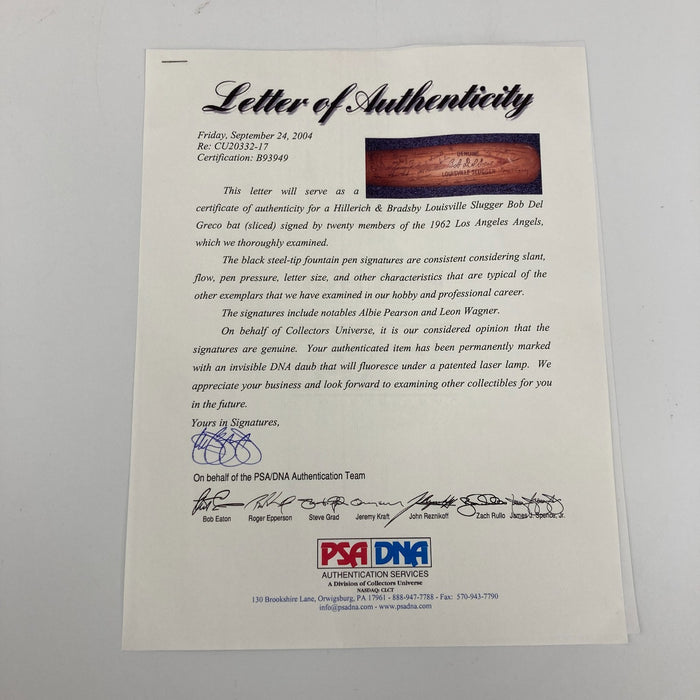 Letter of Authenticity
Friday, September 24, 2004
Re: CU20332-17
Certification: B93949
GENUINE
LOUISVILLE SLUGGER
This letter will serve as a
certificate of authenticity for a Hillerich & Bradsby Louisville Slugger Bob Del
Greco bat (sliced) signed by twenty members of the 1962 Los Angeles Angels,
which we thoroughly examined.
The black steel-tip fountain pen signatures are consistent considering slant,
flow, pen pressure, letter size, and other characteristics that are typical of the
other exemplars that we have examined in our hobby and professional career.
The signatures include notables Albie Pearson and Leon Wagner.
On behalf of Collectors Universe, it is our considered opinion that the
signatures are genuine. Your authenticated item has been permanently marked
with an invisible DNA daub that will fluoresce under a patented laser lamp. We
appreciate your business and look forward to examining other collectibles for you
in the future.
Yours in Signatures,
On behalf of the PSA/DNA Authentication Team
Bob Eaton Roger Epperson Steve Grad Jeremy Kraft John Reznikoff Zach Rullo James J. Spence, Jr.
PSA DNA
AUTHENTICATION SERVICES
A Division of Collectors Universe
NASDAQ: CLCT
130 Brookshire Lane, Orwigsburg, PA 17961 - 888-947-7788 - Fax: 570-943-7790
info@psadna.com - www.psadna.com